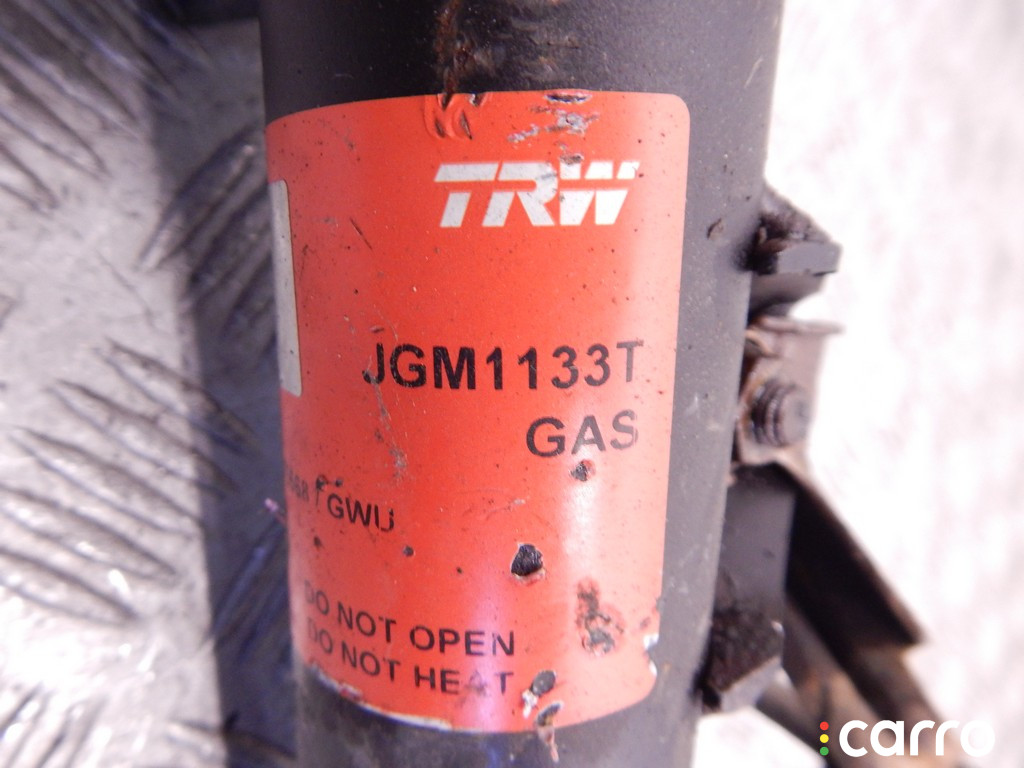 TRW
JGM1133T
GAS
GWU
DO NOT OPEN
DO NOT HEAT
carro